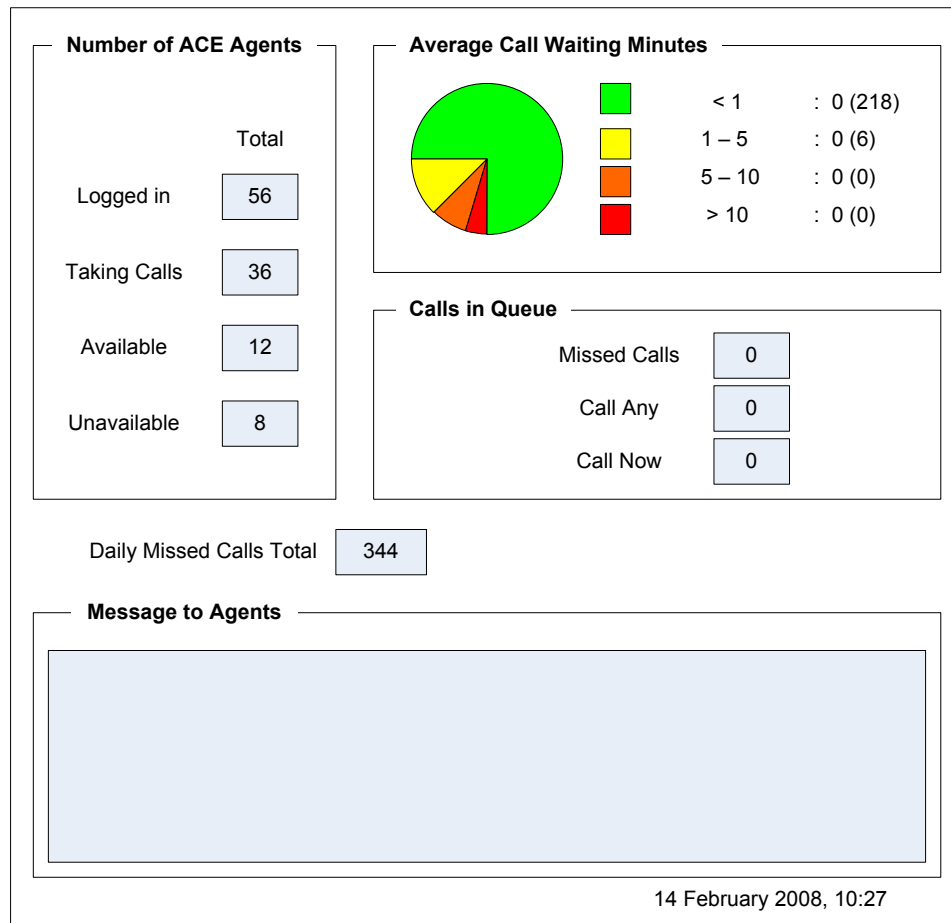 Number of ACE Agents
Total
Logged in 56
Taking Calls 36
Available 12
Unavailable 8
Average Call Waiting Minutes
< 1 : 0 (218)
1 – 5 : 0 (6)
5 – 10 : 0 (0)
> 10 : 0 (0)
Calls in Queue
Missed Calls 0
Call Any 0
Call Now 0
Daily Missed Calls Total 344
Message to Agents
14 February 2008, 10:27